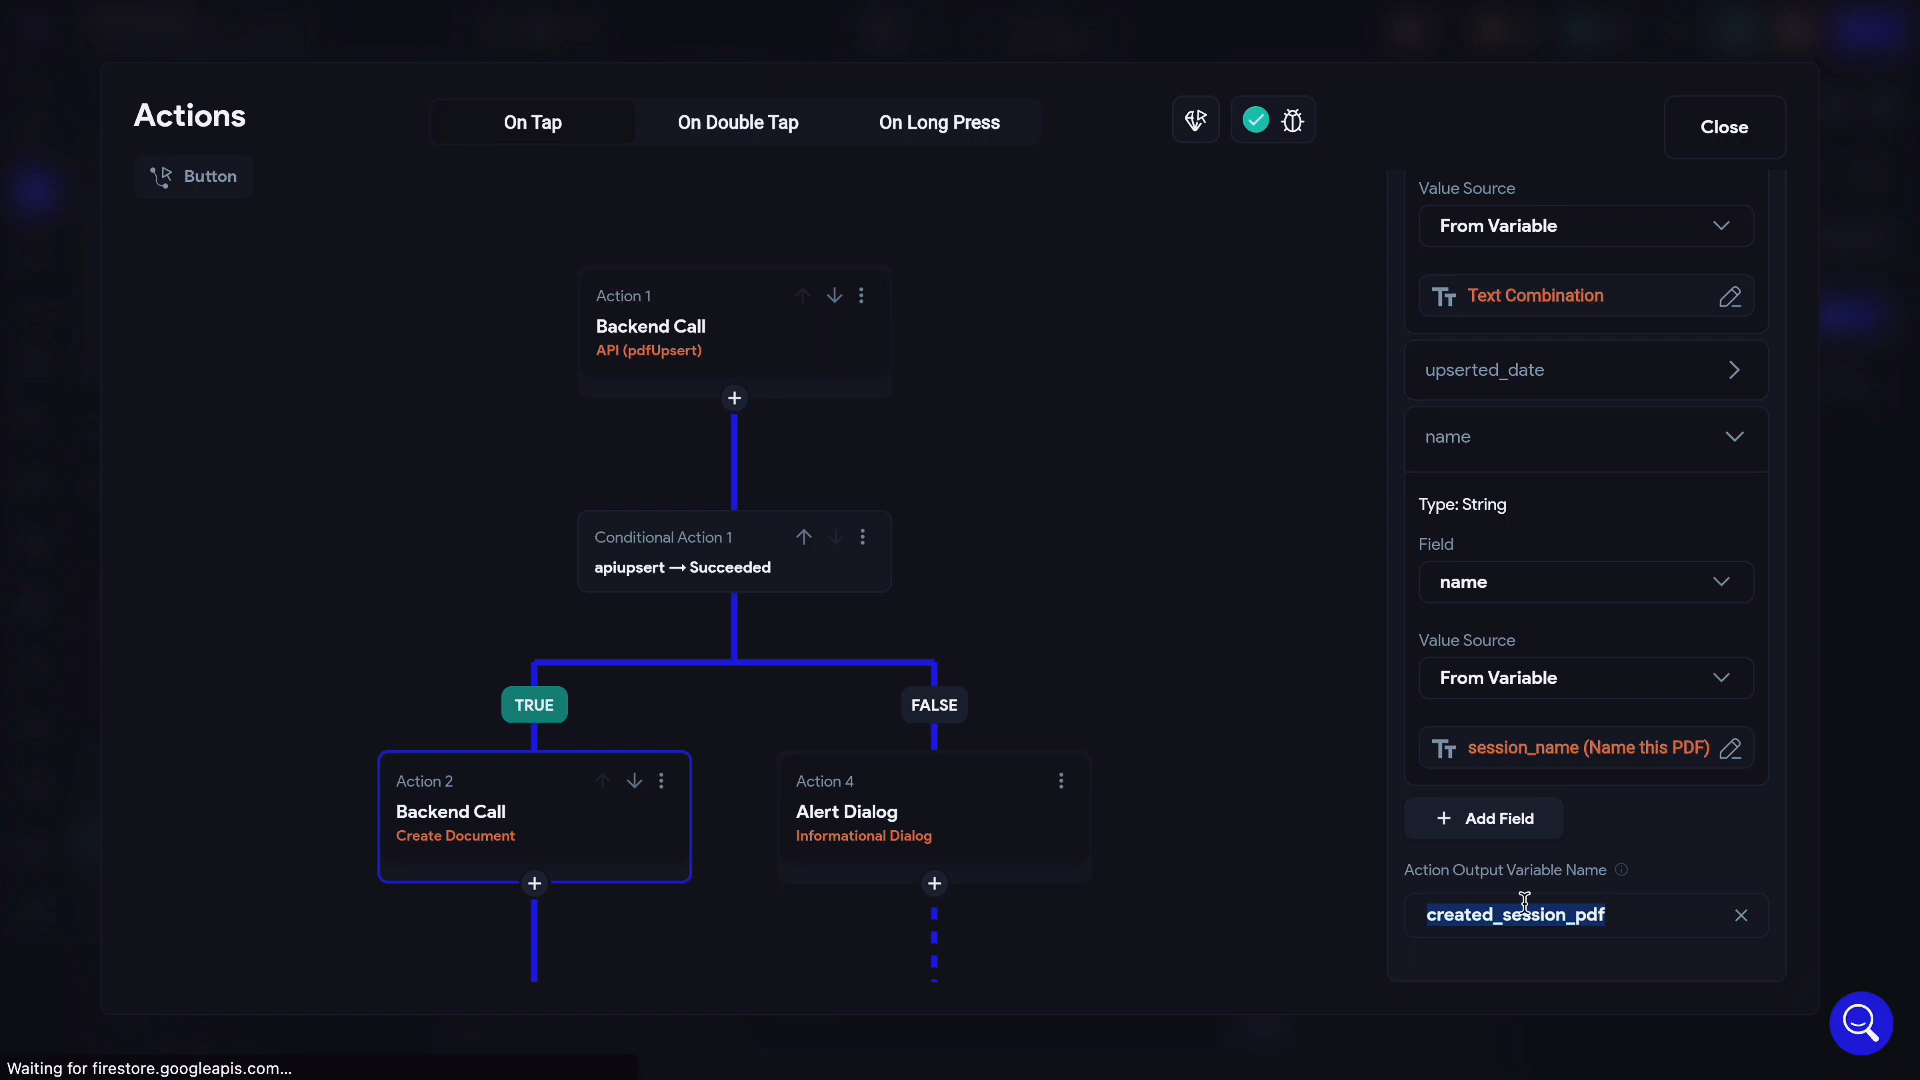 Actions
On Tap
On Double Tap
On Long Press
Close
Button
Action 1
Backend Call
API (pdfUpsert)
Conditional Action 1
apiupsert → Succeeded
TRUE
FALSE
Action 2
Backend Call
Create Document
Action 4
Alert Dialog
Informational Dialog
Value Source
From Variable
Text Combination
upserted_date
name
Type: String
Field
name
Value Source
From Variable
session_name (Name this PDF)
+ Add Field
Action Output Variable Name
created_session_pdf
Waiting for firestore.googleapis.com...